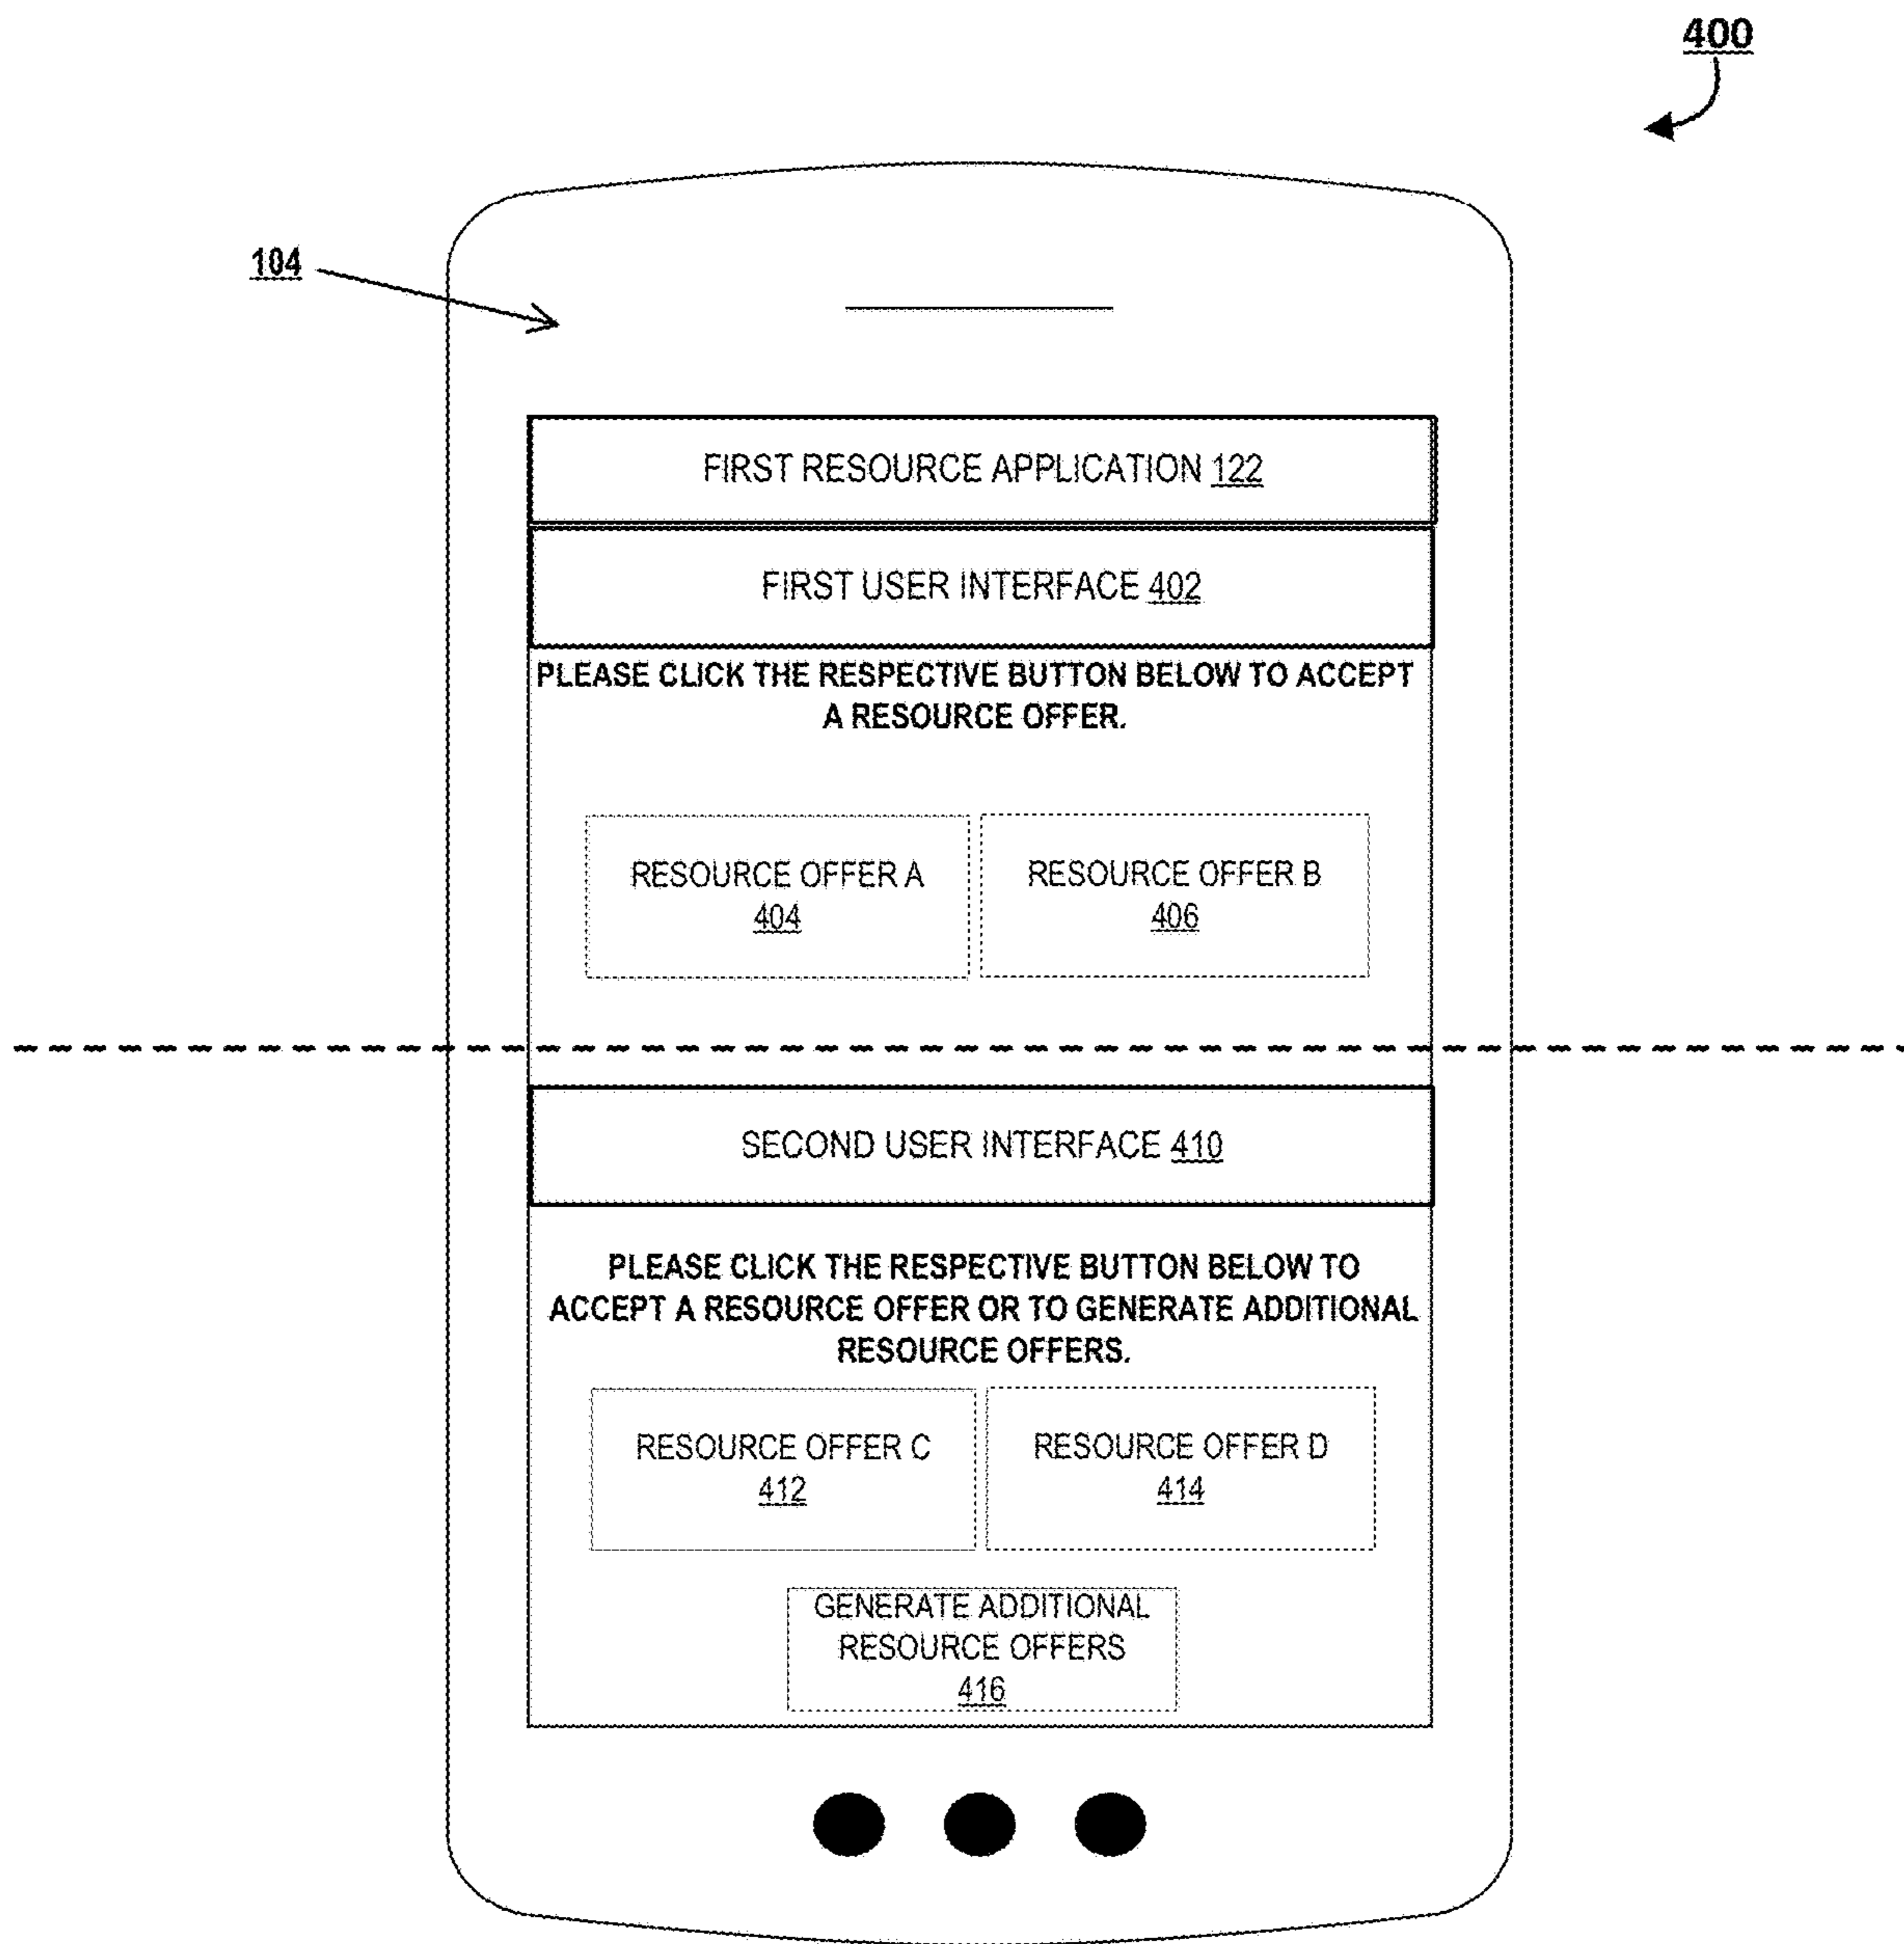 400
104
FIRST RESOURCE APPLICATION 122
FIRST USER INTERFACE 402
PLEASE CLICK THE RESPECTIVE BUTTON BELOW TO ACCEPT
A RESOURCE OFFER.
RESOURCE OFFER A
404
RESOURCE OFFER B
406
SECOND USER INTERFACE 410
PLEASE CLICK THE RESPECTIVE BUTTON BELOW TO
ACCEPT A RESOURCE OFFER OR TO GENERATE ADDITIONAL
RESOURCE OFFERS.
RESOURCE OFFER C
412
RESOURCE OFFER D
414
GENERATE ADDITIONAL
RESOURCE OFFERS
416